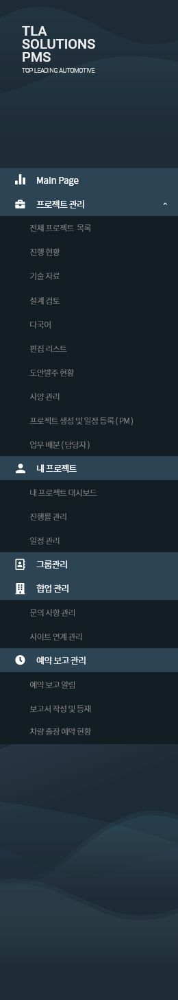 TLA
SOLUTIONS
PMS
TOP LEADING AUTOMOTIVE
Main Page
프로젝트 관리
전체 프로젝트 목록
진행 현황
기술 자료
설계 검토
다국어
편집 리스트
도안발주 현황
사양 관리
프로젝트 생성 및 일정 등록 ( PM )
업무 배분 ( 담당자 )
내 프로젝트
내 프로젝트 대시보드
진행률 관리
일정 관리
그룹관리
협업 관리
문의 사항 관리
사이트 연계 관리
예약 보고 관리
예약 보고 알림
보고서 작성 및 등재
차량 출장 예약 현황